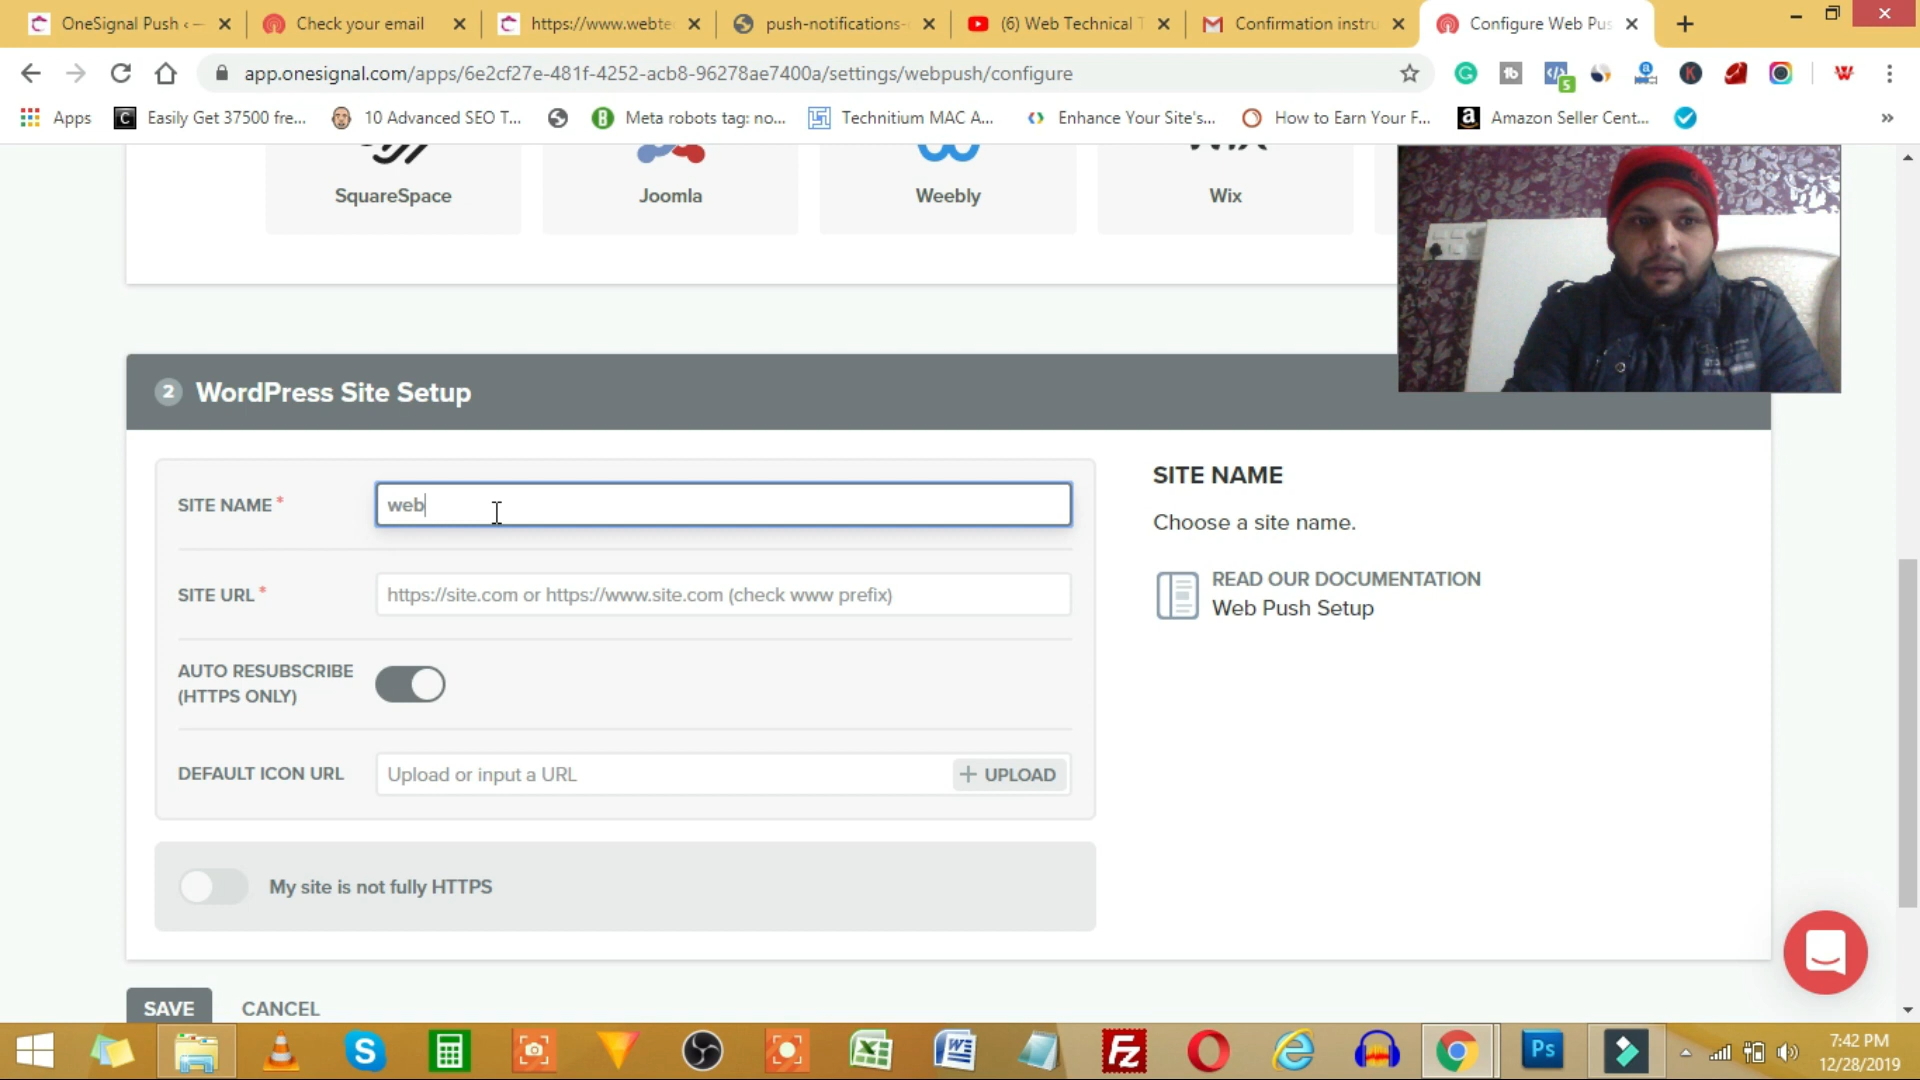 OneSignal Push ‹ —
Check your email
https://www.webtec
push-notifications-
(6) Web Technical T
Confirmation instru
Configure Web Pus
app.onesignal.com/apps/6e2cf27e-481f-4252-acb8-96278ae7400a/settings/webpush/configure
Apps
Easily Get 37500 fre...
10 Advanced SEO T...
Meta robots tag: no...
Technitium MAC A...
Enhance Your Site's...
How to Earn Your F...
Amazon Seller Cent...
»
SquareSpace
Joomla
Weebly
Wix
2 WordPress Site Setup
SITE NAME *
web
SITE URL *
https://site.com or https://www.site.com (check www prefix)
AUTO RESUBSCRIBE
(HTTPS ONLY)
DEFAULT ICON URL
Upload or input a URL
+ UPLOAD
My site is not fully HTTPS
SITE NAME
Choose a site name.
READ OUR DOCUMENTATION
Web Push Setup
SAVE
CANCEL
7:42 PM
12/28/2019